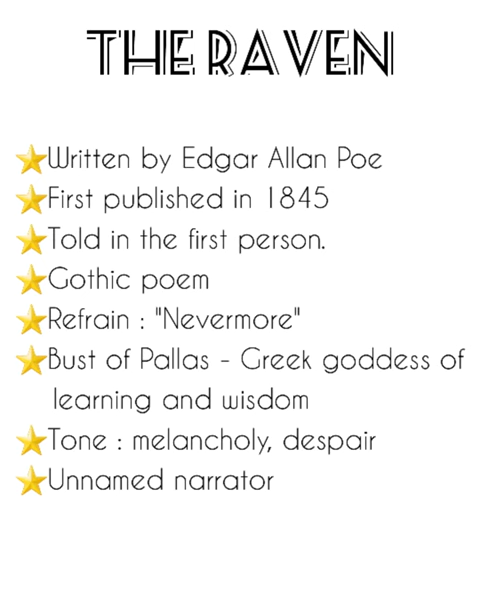 THE RAVEN
⭐Written by Edgar Allan Poe
⭐First published in 1845
⭐Told in the first person.
⭐Gothic poem
⭐Refrain : "Nevermore"
⭐Bust of Pallas - Greek goddess of
learning and wisdom
⭐Tone : melancholy, despair
⭐Unnamed narrator